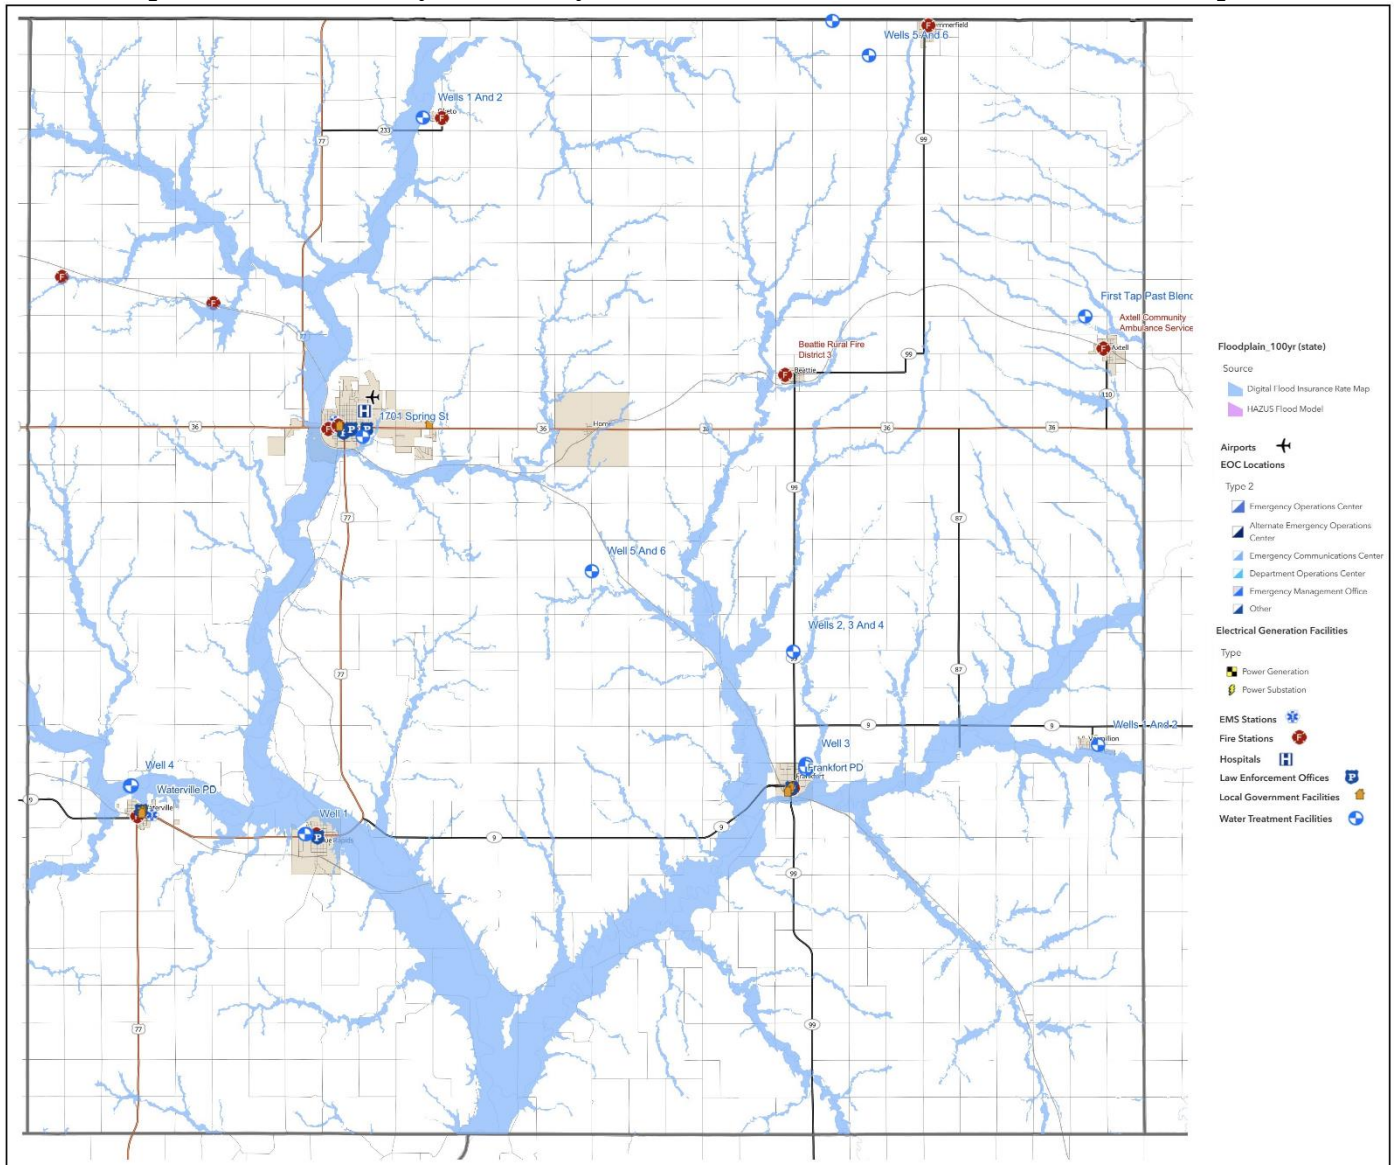 Wells 5 And 6
Wells 1 And 2
233
77
99
First Tap Past Blend
Axtell Community
Ambulance Service
Axtell
Beattie Rural Fire
District 3
Beattie
99
110
77
1701 Spring St
36
36
Home
36
36
99
77
87
Well 5 And 6
Wells 2, 3 And 4
77
87
9
9
Wells 1 And 2
Well 3
Frankfort PD
Frankfort
Well 4
Waterville PD
9
Well 1
9
9
99
77
99
Floodplain_100yr (state)
Source
Digital Flood Insurance Rate Map
HAZUS Flood Model
Airports
EOC Locations
Type 2
Emergency Operations Center
Alternate Emergency Operations
Center
Emergency Communications Center
Department Operations Center
Emergency Management Office
Other
Electrical Generation Facilities
Type
Power Generation
Power Substation
EMS Stations
Fire Stations
Hospitals
Law Enforcement Offices
Local Government Facilities
Water Treatment Facilities